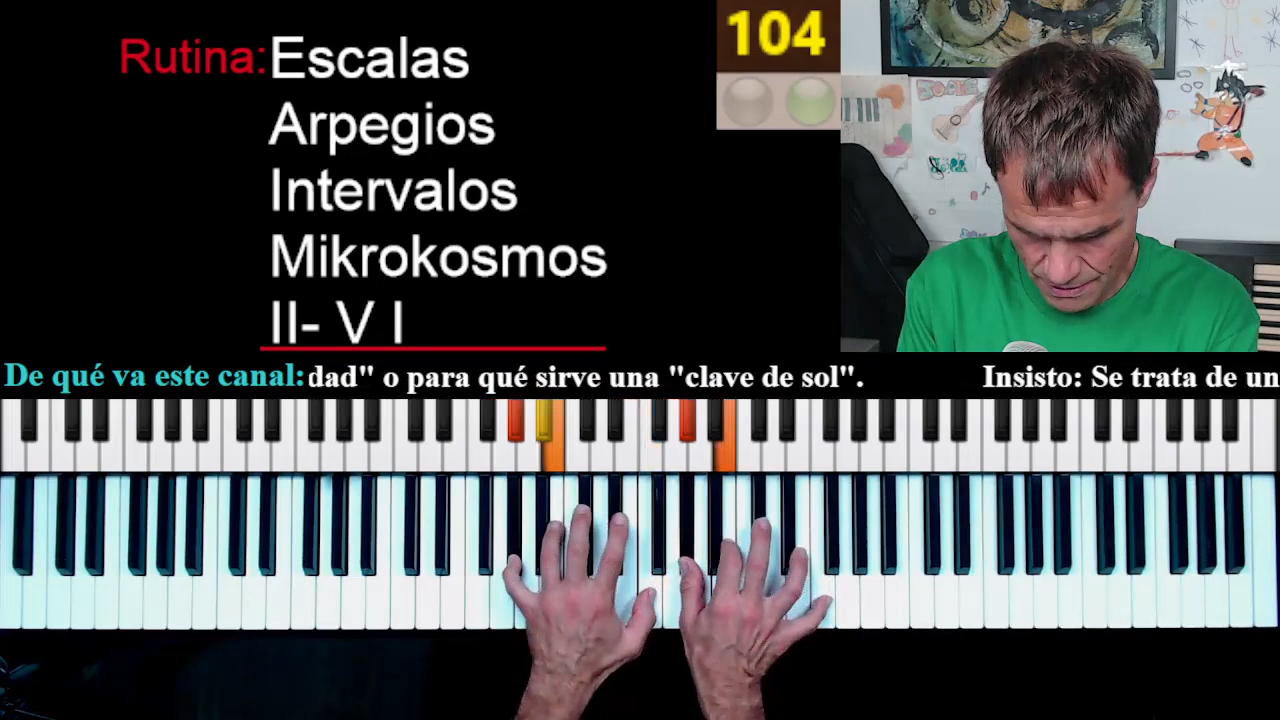 Rutina: Escalas
Arpegios
Intervalos
Mikrokosmos
II- V I
104
De qué va este canal: dad" o para qué sirve una "clave de sol". Insisto: Se trata de un